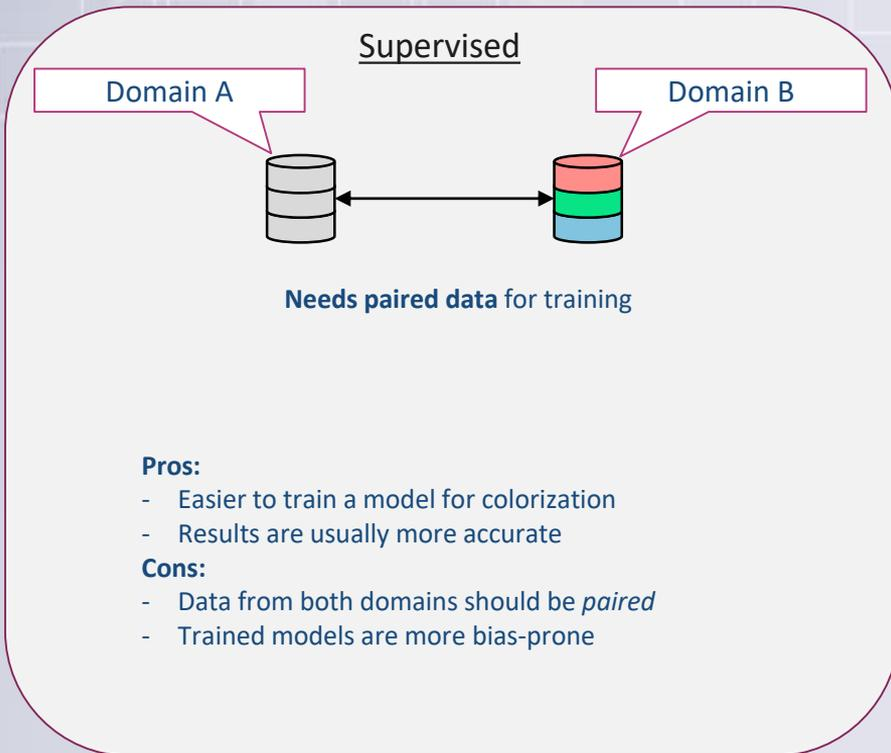 Supervised
Domain A
Domain B
Needs paired data for training
Pros:
- Easier to train a model for colorization
- Results are usually more accurate
Cons:
- Data from both domains should be paired
- Trained models are more bias-prone